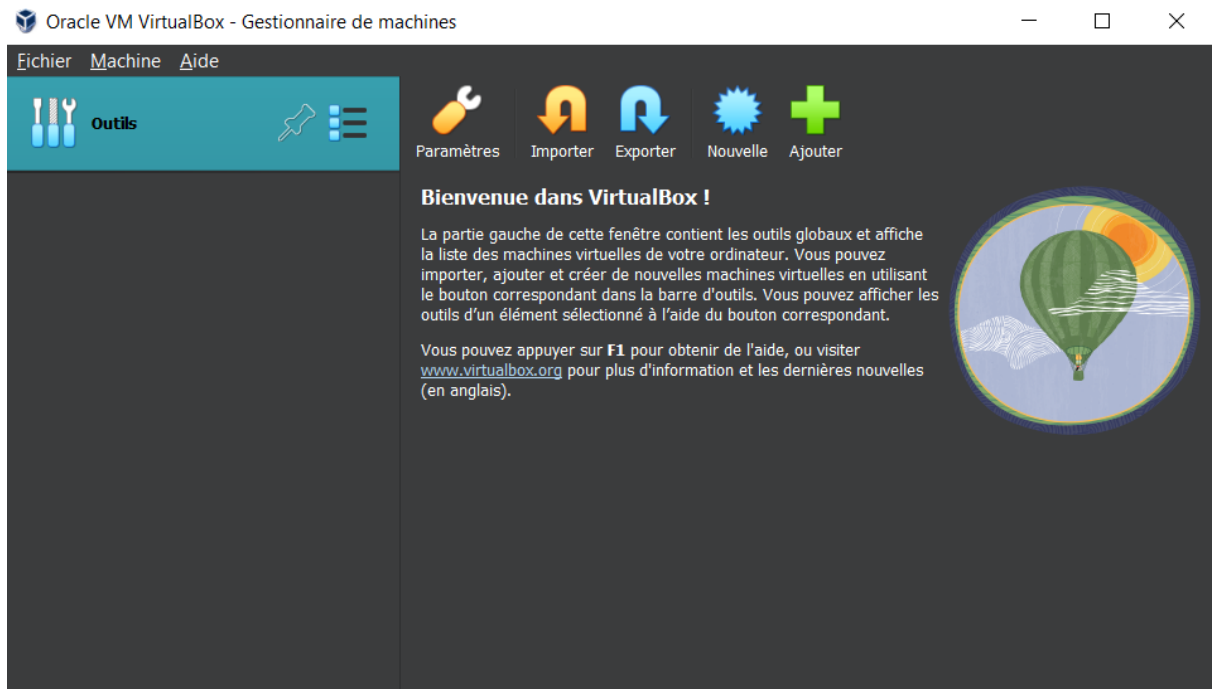 Oracle VM VirtualBox - Gestionnaire de machines
Fichier Machine Aide
Outils
Paramètres Importer Exporter Nouvelle Ajouter
Bienvenue dans VirtualBox !
La partie gauche de cette fenêtre contient les outils globaux et affiche
la liste des machines virtuelles de votre ordinateur. Vous pouvez
importer, ajouter et créer de nouvelles machines virtuelles en utilisant
le bouton correspondant dans la barre d'outils. Vous pouvez afficher les
outils d’un élément sélectionné à l’aide du bouton correspondant.
Vous pouvez appuyer sur F1 pour obtenir de l'aide, ou visiter
www.virtualbox.org pour plus d'information et les dernières nouvelles
(en anglais).